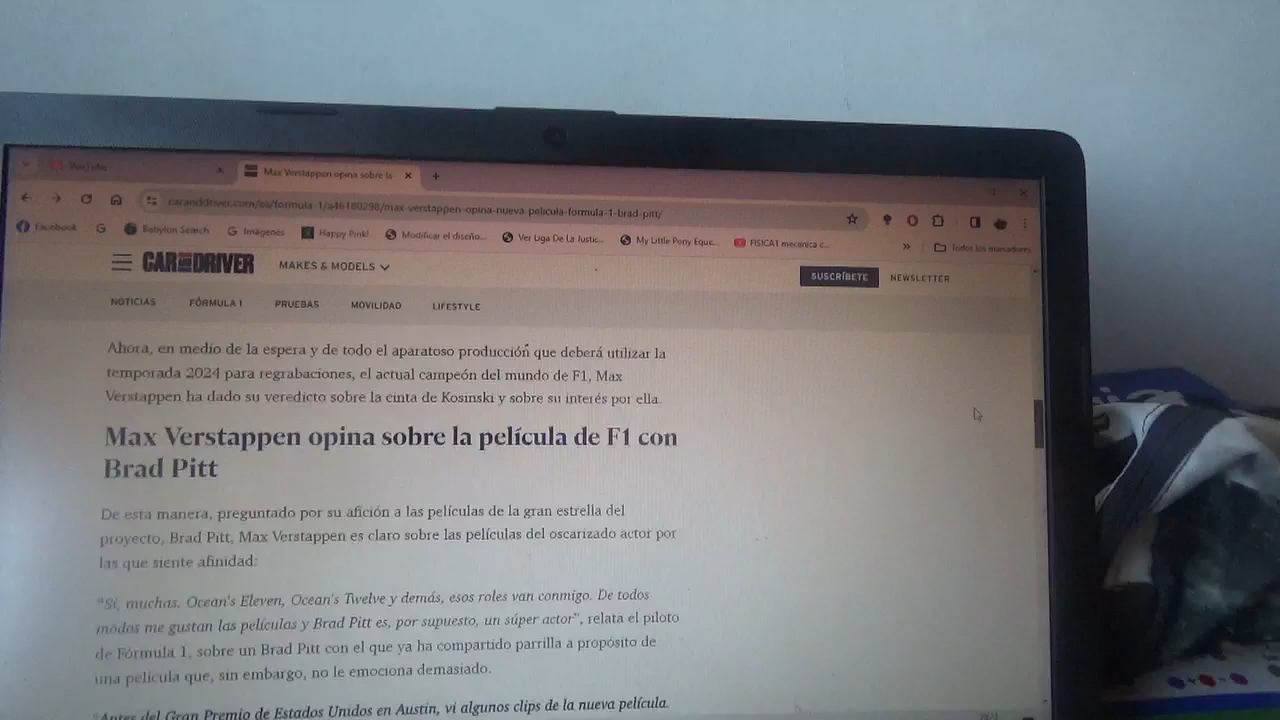 YouTube
Max Verstappen opina sobre la
caranddriver.com/es/formula-1/a46180298/max-verstappen-opina-nueva-pelicula-formula-1-brad-pitt/
Facebook
Babylon Search
Imágenes
Happy Pink!
Modificar el diseño...
Ver Liga De La Justic...
My Little Pony Eque...
FISICA1 mecanica c...
Todos los marcadores
CAR AND DRIVER
MAKES & MODELS
SUSCRÍBETE
NEWSLETTER
NOTICIAS
FÓRMULA 1
PRUEBAS
MOVILIDAD
LIFESTYLE
Ahora, en medio de la espera y de todo el aparatoso producción que deberá utilizar la
temporada 2024 para regrabaciones, el actual campeón del mundo de F1, Max
Verstappen ha dado su veredicto sobre la cinta de Kosinski y sobre su interés por ella.
Max Verstappen opina sobre la película de F1 con
Brad Pitt
De esta manera, preguntado por su afición a las películas de la gran estrella del
proyecto, Brad Pitt, Max Verstappen es claro sobre las películas del oscarizado actor por
las que siente afinidad:
"Sí, muchas. Ocean's Eleven, Ocean's Twelve y demás, esos roles van conmigo. De todos
modos me gustan las películas y Brad Pitt es, por supuesto, un súper actor", relata el piloto
de Fórmula 1, sobre un Brad Pitt con el que ya ha compartido parrilla a propósito de
una película que, sin embargo, no le emociona demasiado.
"Antes del Gran Premio de Estados Unidos en Austin, vi algunos clips de la nueva película.